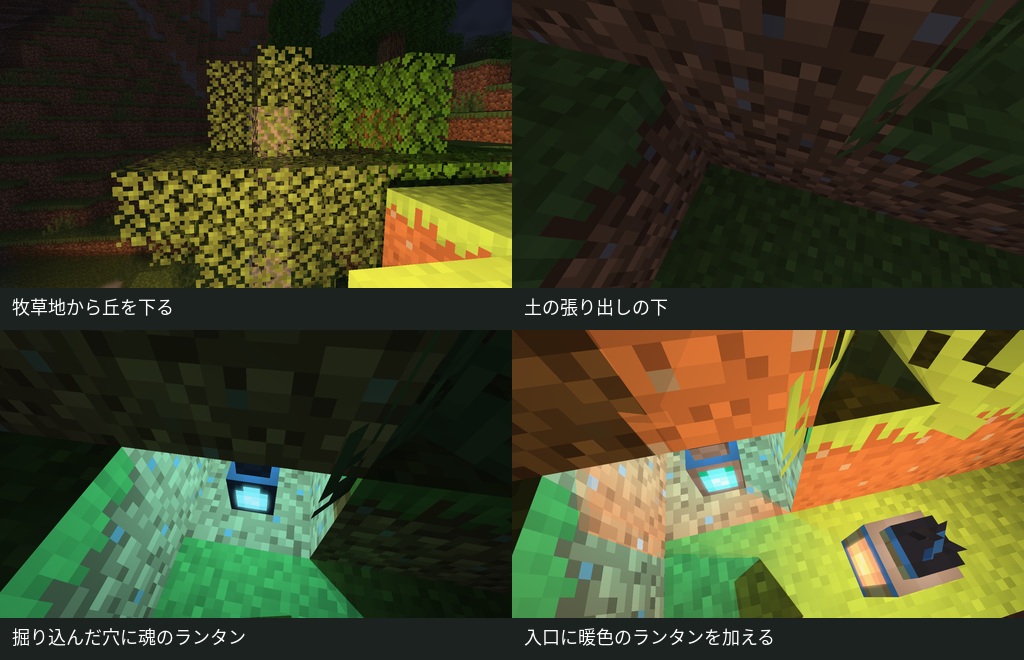 牧草地から丘を下る
土の張り出しの下
掘り込んだ穴に魂のランタン
入口に暖色のランタンを加える